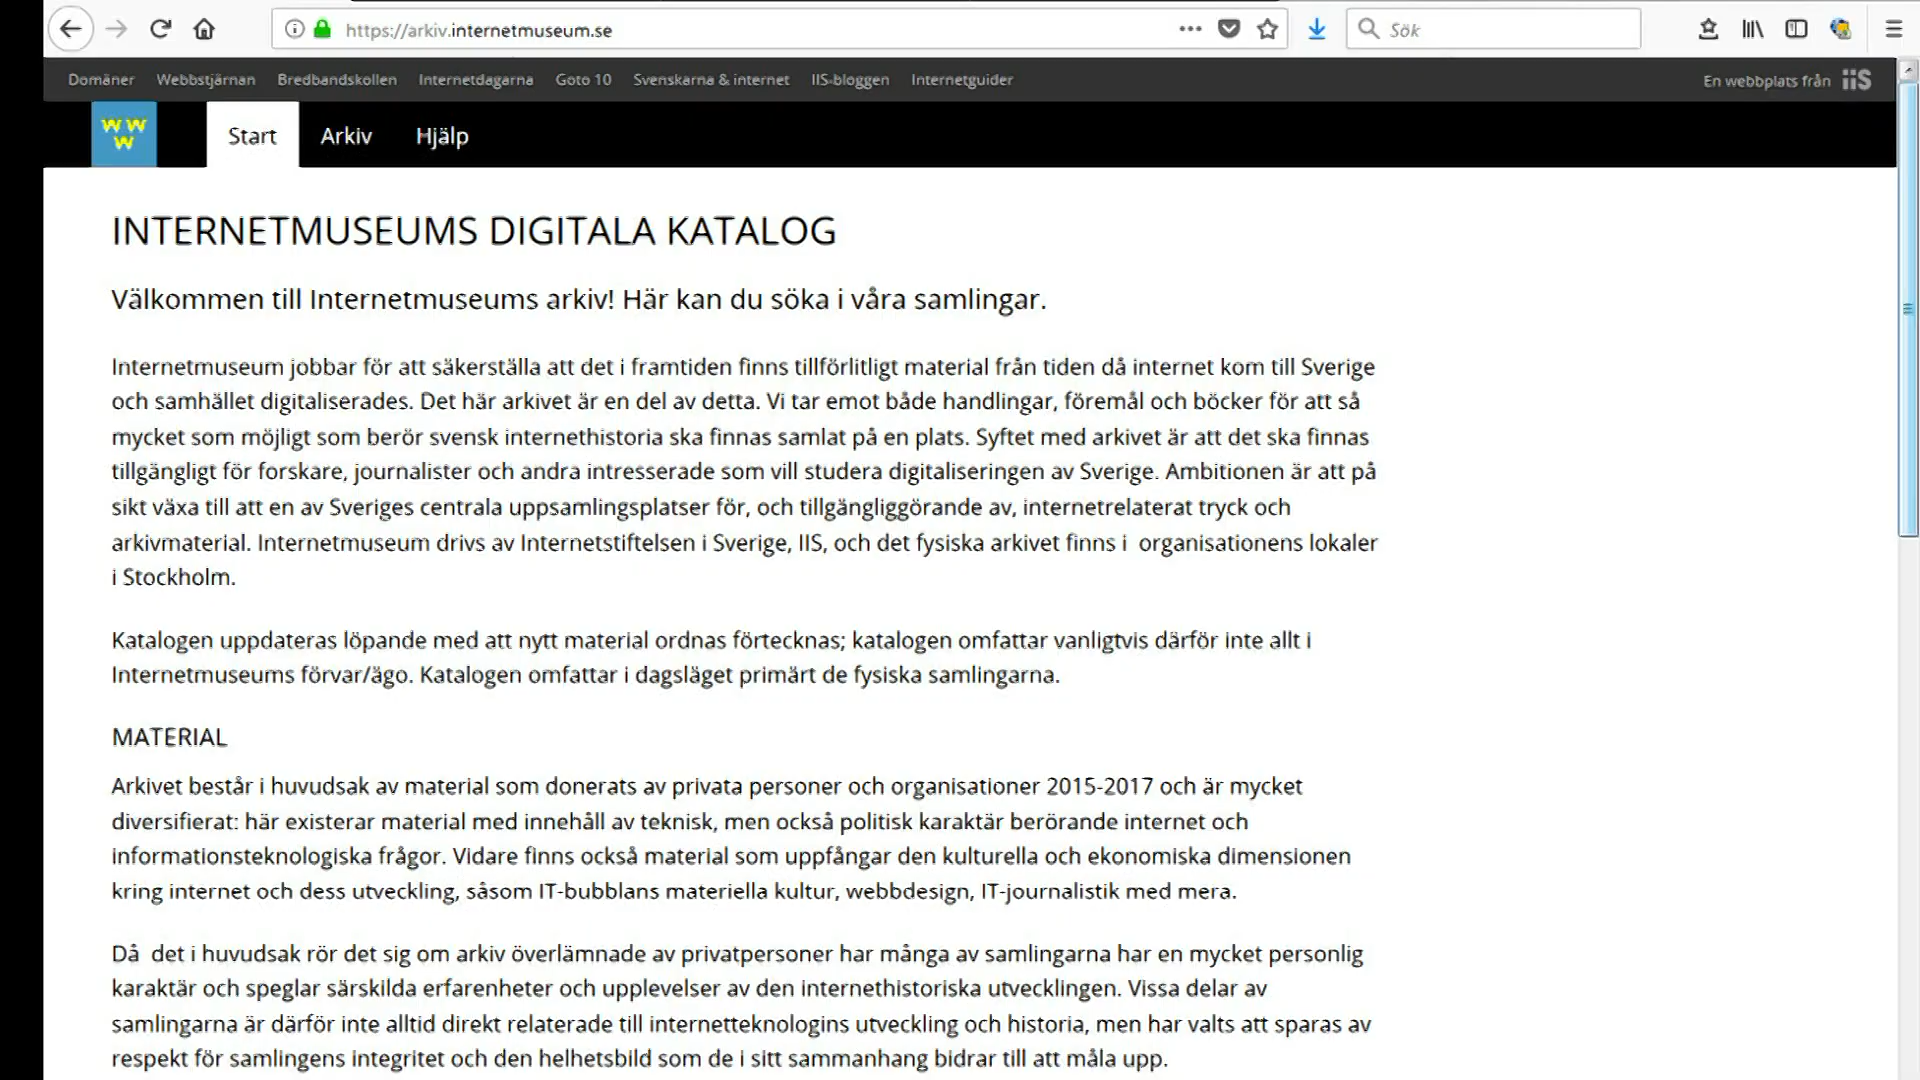 https://arkiv.internetmuseum.se
Sök
Domäner Webbstjärnan Bredbandskollen Internetdagarna Goto 10 Svenskarna & internet IIS-bloggen Internetguider En webbplats från iiS
W W
W
Start Arkiv Hjälp
INTERNETMUSEUMS DIGITALA KATALOG
Välkommen till Internetmuseums arkiv! Här kan du söka i våra samlingar.
Internetmuseum jobbar för att säkerställa att det i framtiden finns tillförlitligt material från tiden då internet kom till Sverige
och samhället digitaliserades. Det här arkivet är en del av detta. Vi tar emot både handlingar, föremål och böcker för att så
mycket som möjligt som berör svensk internethistoria ska finnas samlat på en plats. Syftet med arkivet är att det ska finnas
tillgängligt för forskare, journalister och andra intresserade som vill studera digitaliseringen av Sverige. Ambitionen är att på
sikt växa till att en av Sveriges centrala uppsamlingsplatser för, och tillgängliggörande av, internetrelaterat tryck och
arkivmaterial. Internetmuseum drivs av Internetstiftelsen i Sverige, IIS, och det fysiska arkivet finns i organisationens lokaler
i Stockholm.
Katalogen uppdateras löpande med att nytt material ordnas förtecknas; katalogen omfattar vanligtvis därför inte allt i
Internetmuseums förvar/ägo. Katalogen omfattar i dagsläget primärt de fysiska samlingarna.
MATERIAL
Arkivet består i huvudsak av material som donerats av privata personer och organisationer 2015-2017 och är mycket
diversifierat: här existerar material med innehåll av teknisk, men också politisk karaktär berörande internet och
informationsteknologiska frågor. Vidare finns också material som uppfångar den kulturella och ekonomiska dimensionen
kring internet och dess utveckling, såsom IT-bubblans materiella kultur, webbdesign, IT-journalistik med mera.
Då det i huvudsak rör det sig om arkiv överlämnade av privatpersoner har många av samlingarna har en mycket personlig
karaktär och speglar särskilda erfarenheter och upplevelser av den internethistoriska utvecklingen. Vissa delar av
samlingarna är därför inte alltid direkt relaterade till internetteknologins utveckling och historia, men har valts att sparas av
respekt för samlingens integritet och den helhetsbild som de i sitt sammanhang bidrar till att måla upp.